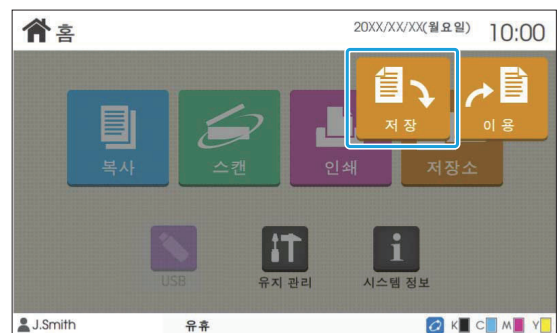 홈
20XX/XX/XX(월요일) 10:00
저장 이용
복사 스캔 인쇄 저장소
USB 유지 관리 시스템 정보
J.Smith 유휴 K C M Y